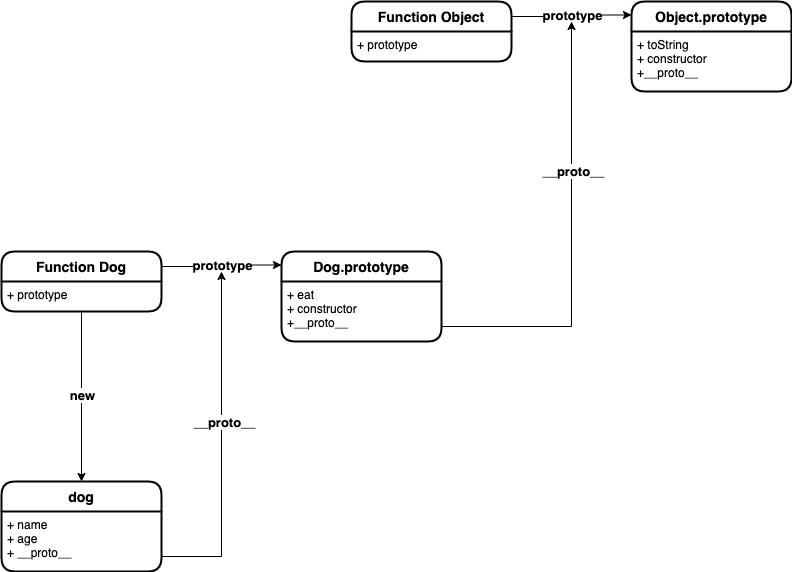 Function Object
+ prototype
prototype
Object.prototype
+ toString
+ constructor
+__proto__
__proto__
Function Dog
+ prototype
prototype
Dog.prototype
+ eat
+ constructor
+__proto__
new
__proto__
dog
+ name
+ age
+ __proto__